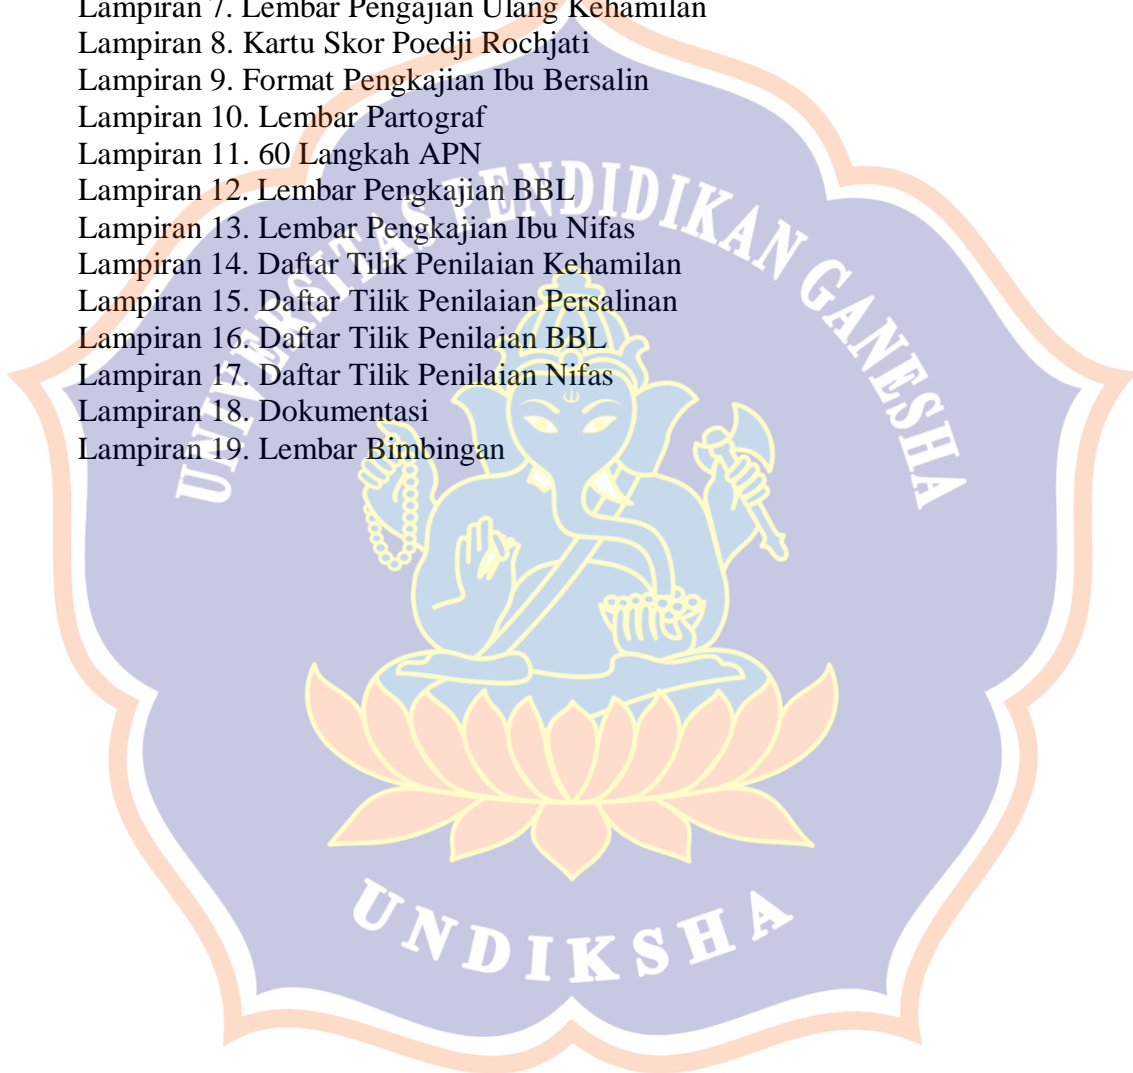 Lampiran 7. Lembar Pengajian Ulang Kehamilan
Lampiran 8. Kartu Skor Poedji Rochjati
Lampiran 9. Format Pengkajian Ibu Bersalin
Lampiran 10. Lembar Partograf
Lampiran 11. 60 Langkah APN
Lampiran 12. Lembar Pengkajian BBL
Lampiran 13. Lembar Pengkajian Ibu Nifas
Lampiran 14. Daftar Tilik Penilaian Kehamilan
Lampiran 15. Daftar Tilik Penilaian Persalinan
Lampiran 16. Daftar Tilik Penilaian BBL
Lampiran 17. Daftar Tilik Penilaian Nifas
Lampiran 18. Dokumentasi
Lampiran 19. Lembar Bimbingan
UNIVERSITAS PENDIDIKAN GANESHA
UNDIKSHA